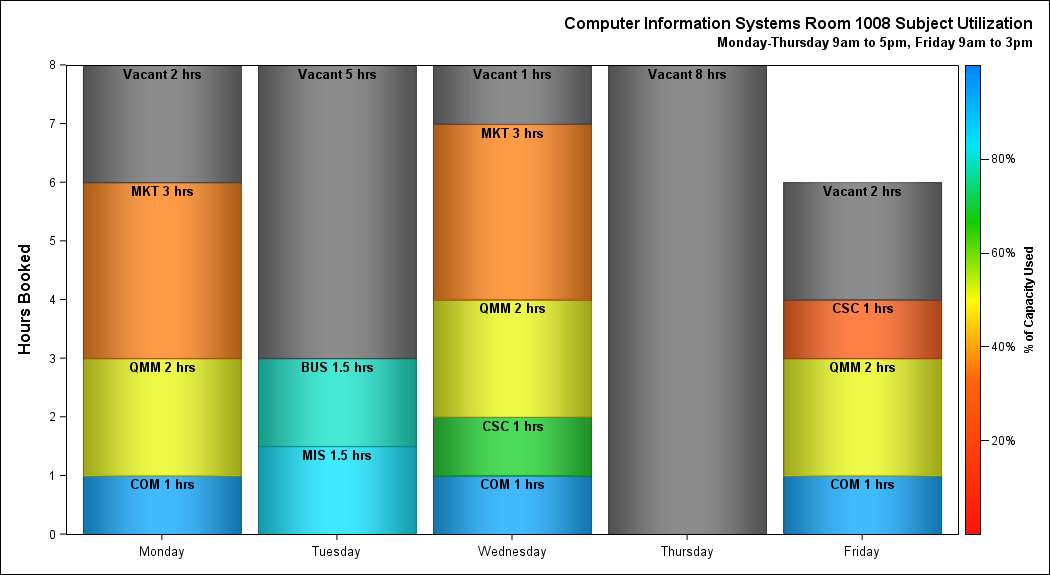 Computer Information Systems Room 1008 Subject Utilization
Monday-Thursday 9am to 5pm, Friday 9am to 3pm
Hours Booked
8
7
6
5
4
3
2
1
0
Vacant 2 hrs
MKT 3 hrs
QMM 2 hrs
COM 1 hrs
Vacant 5 hrs
BUS 1.5 hrs
MIS 1.5 hrs
Vacant 1 hrs
MKT 3 hrs
QMM 2 hrs
CSC 1 hrs
COM 1 hrs
Vacant 8 hrs
Vacant 2 hrs
CSC 1 hrs
QMM 2 hrs
COM 1 hrs
Monday
Tuesday
Wednesday
Thursday
Friday
80%
60%
40%
20%
% of Capacity Used